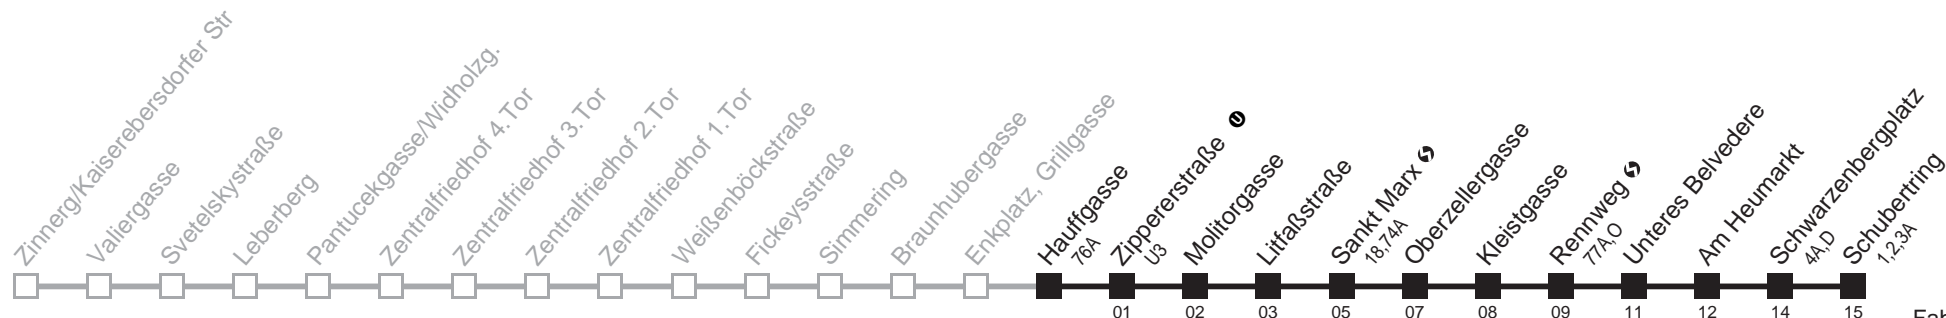 Zinnerg/Kaiserebersdorfer Str
Valiergasse
Svetelskystraße
Leberberg
Pantucekgasse/Widholzg.
Zentralfriedhof 4.Tor
Zentralfriedhof 3.Tor
Zentralfriedhof 2.Tor
Zentralfriedhof 1.Tor
Weißenböckstraße
Fickeysstraße
Simmering
Braunhubergasse
Enkplatz, Grillgasse
Hauffgasse
76A
Zippererstraße U
U3
Molitorgasse
Litfaßstraße
Sankt Marx
18,74A
Oberzellergasse
Kleistgasse
Rennweg
77A,O
Unteres Belvedere
Am Heumarkt
Schwarzenbergplatz
4A,D
Schubertring
1,2,3A
01 02 03 05 07 08 09 11 12 14 15